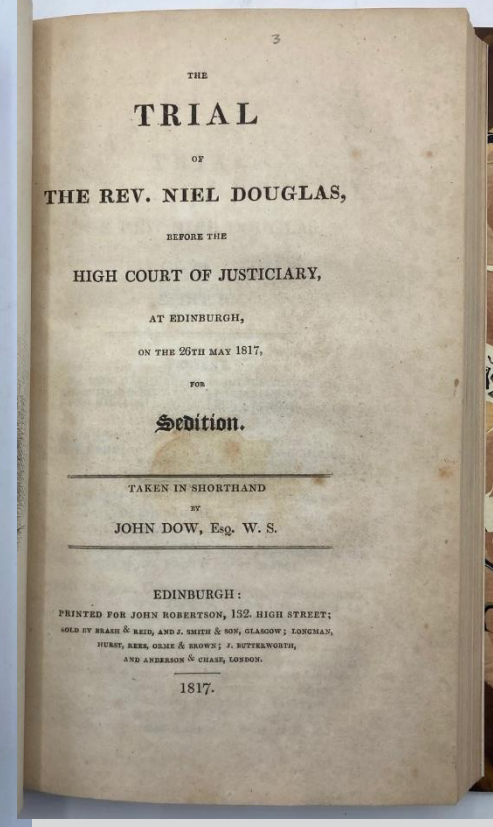 3
THE
TRIAL
OF
THE REV. NIEL DOUGLAS,
BEFORE THE
HIGH COURT OF JUSTICIARY,
AT EDINBURGH,
ON THE 26TH MAY 1817,
FOR
Sedition.
TAKEN IN SHORTHAND
BY
JOHN DOW, Esq. W. S.
EDINBURGH:
PRINTED FOR JOHN ROBERTSON, 132. HIGH STREET;
SOLD BY BRASH & REID, AND J. SMITH & SON, GLASGOW; LONGMAN,
HURST, REES, ORME & BROWN; J. BUTTERWORTH,
AND ANDERSON & CHASE, LONDON.
1817.